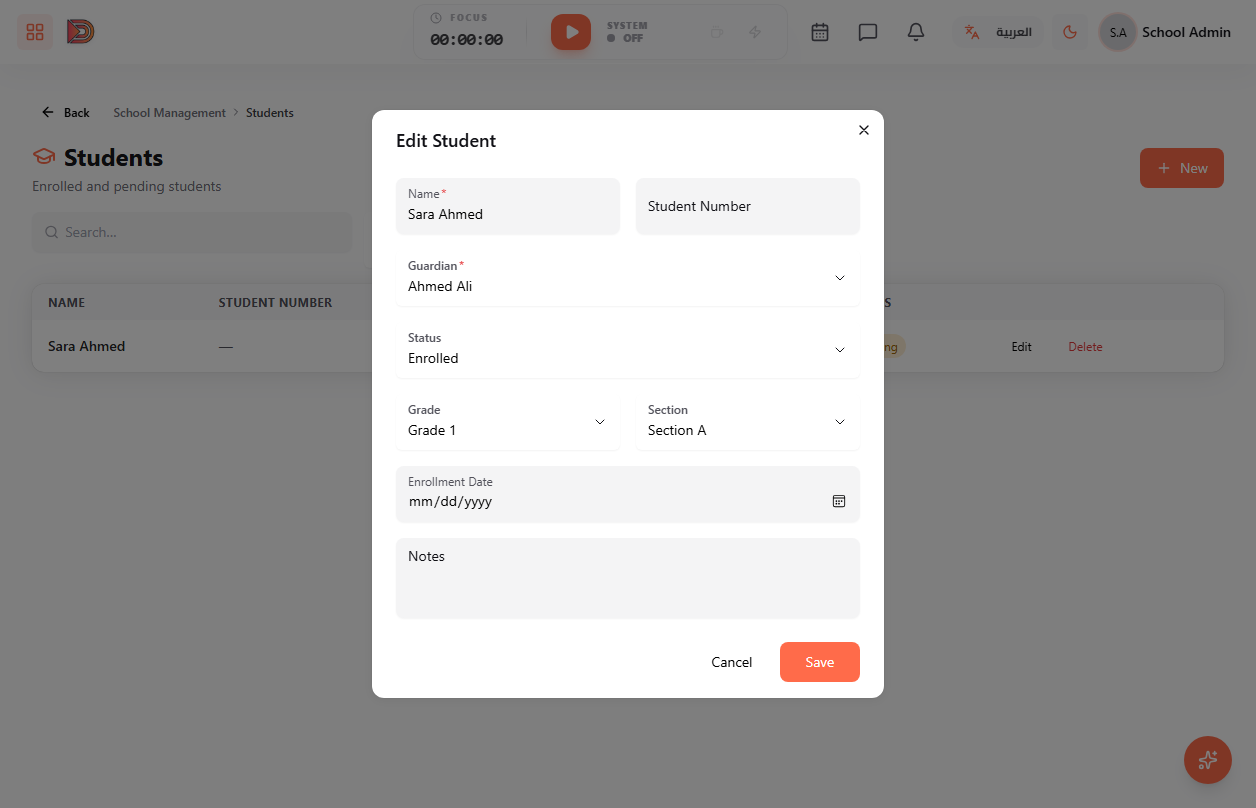 FOCUS
00:00:00
SYSTEM
OFF
العربية
S.A
School Admin
Back
School Management
Students
Students
Enrolled and pending students
New
Search...
NAME
STUDENT NUMBER
S
Sara Ahmed
—
ng
Edit
Delete
Edit Student
Name*
Sara Ahmed
Student Number
Guardian*
Ahmed Ali
Status
Enrolled
Grade
Grade 1
Section
Section A
Enrollment Date
mm/dd/yyyy
Notes
Cancel
Save